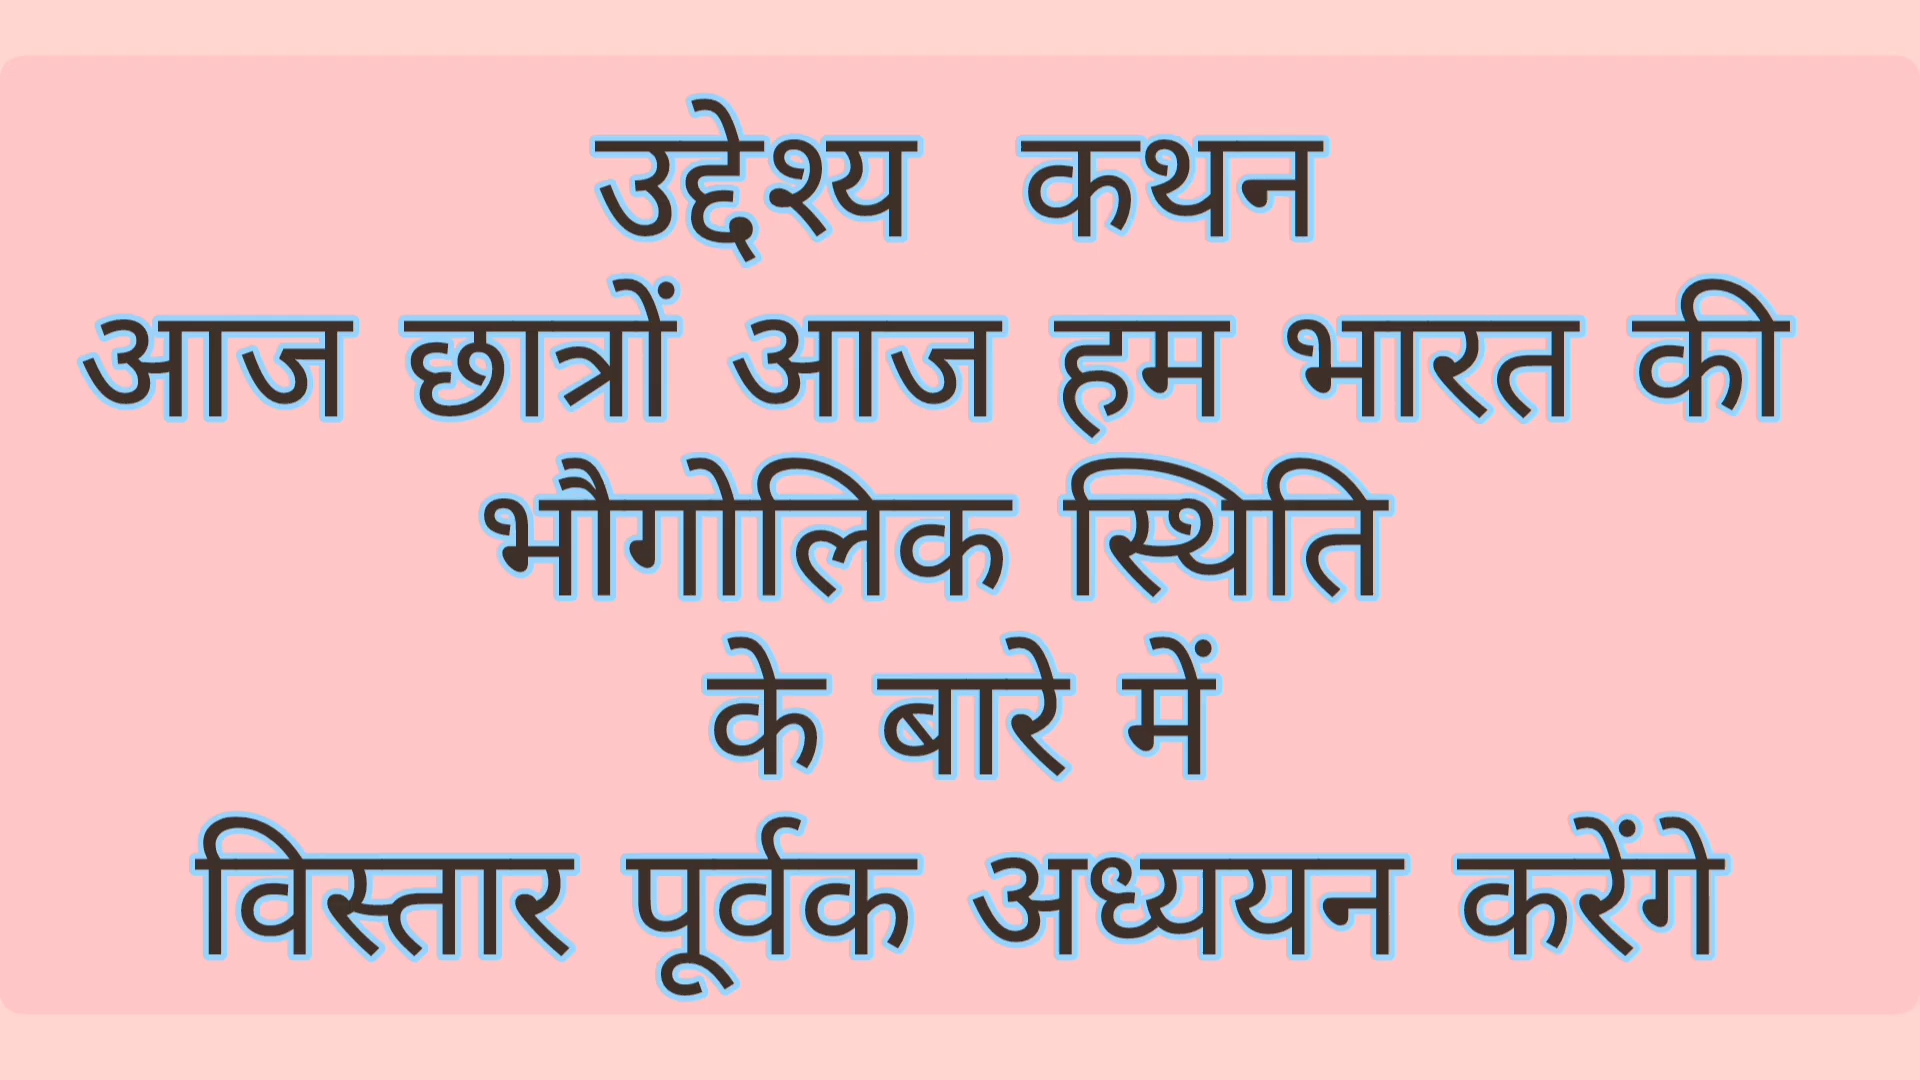 उद्देश्य कथन
आज छात्रों आज हम भारत की
भौगोलिक स्थिति
के बारे में
विस्तार पूर्वक अध्ययन करेंगे